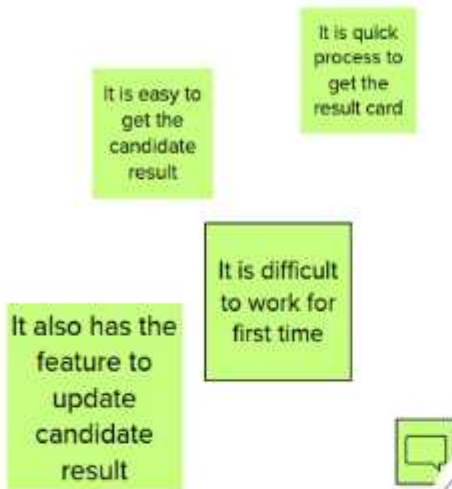 It is quick
process to
get the
result card
It is easy to
get the
candidate
result
It is difficult
to work for
first time
It also has the
feature to
update
candidate
result